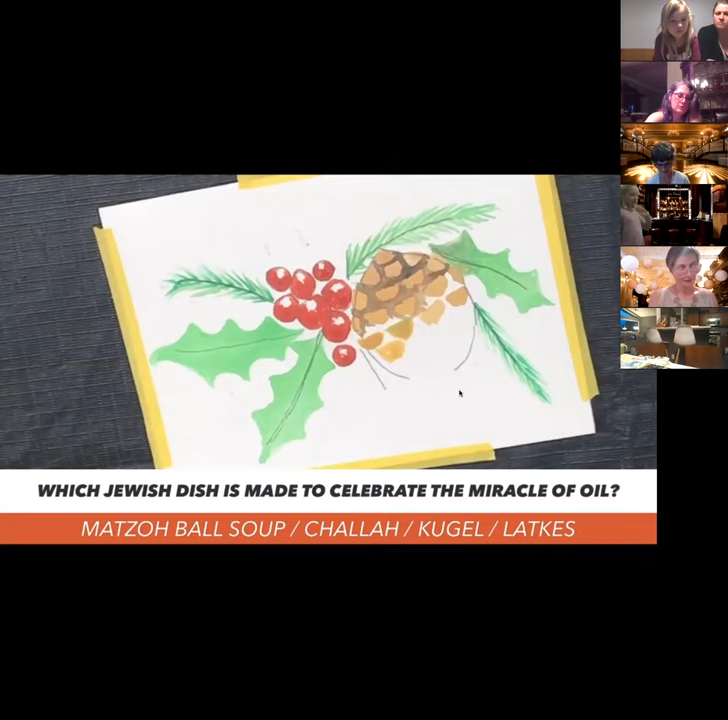 WHICH JEWISH DISH IS MADE TO CELEBRATE THE MIRACLE OF OIL?
MATZOH BALL SOUP / CHALLAH / KUGEL / LATKES